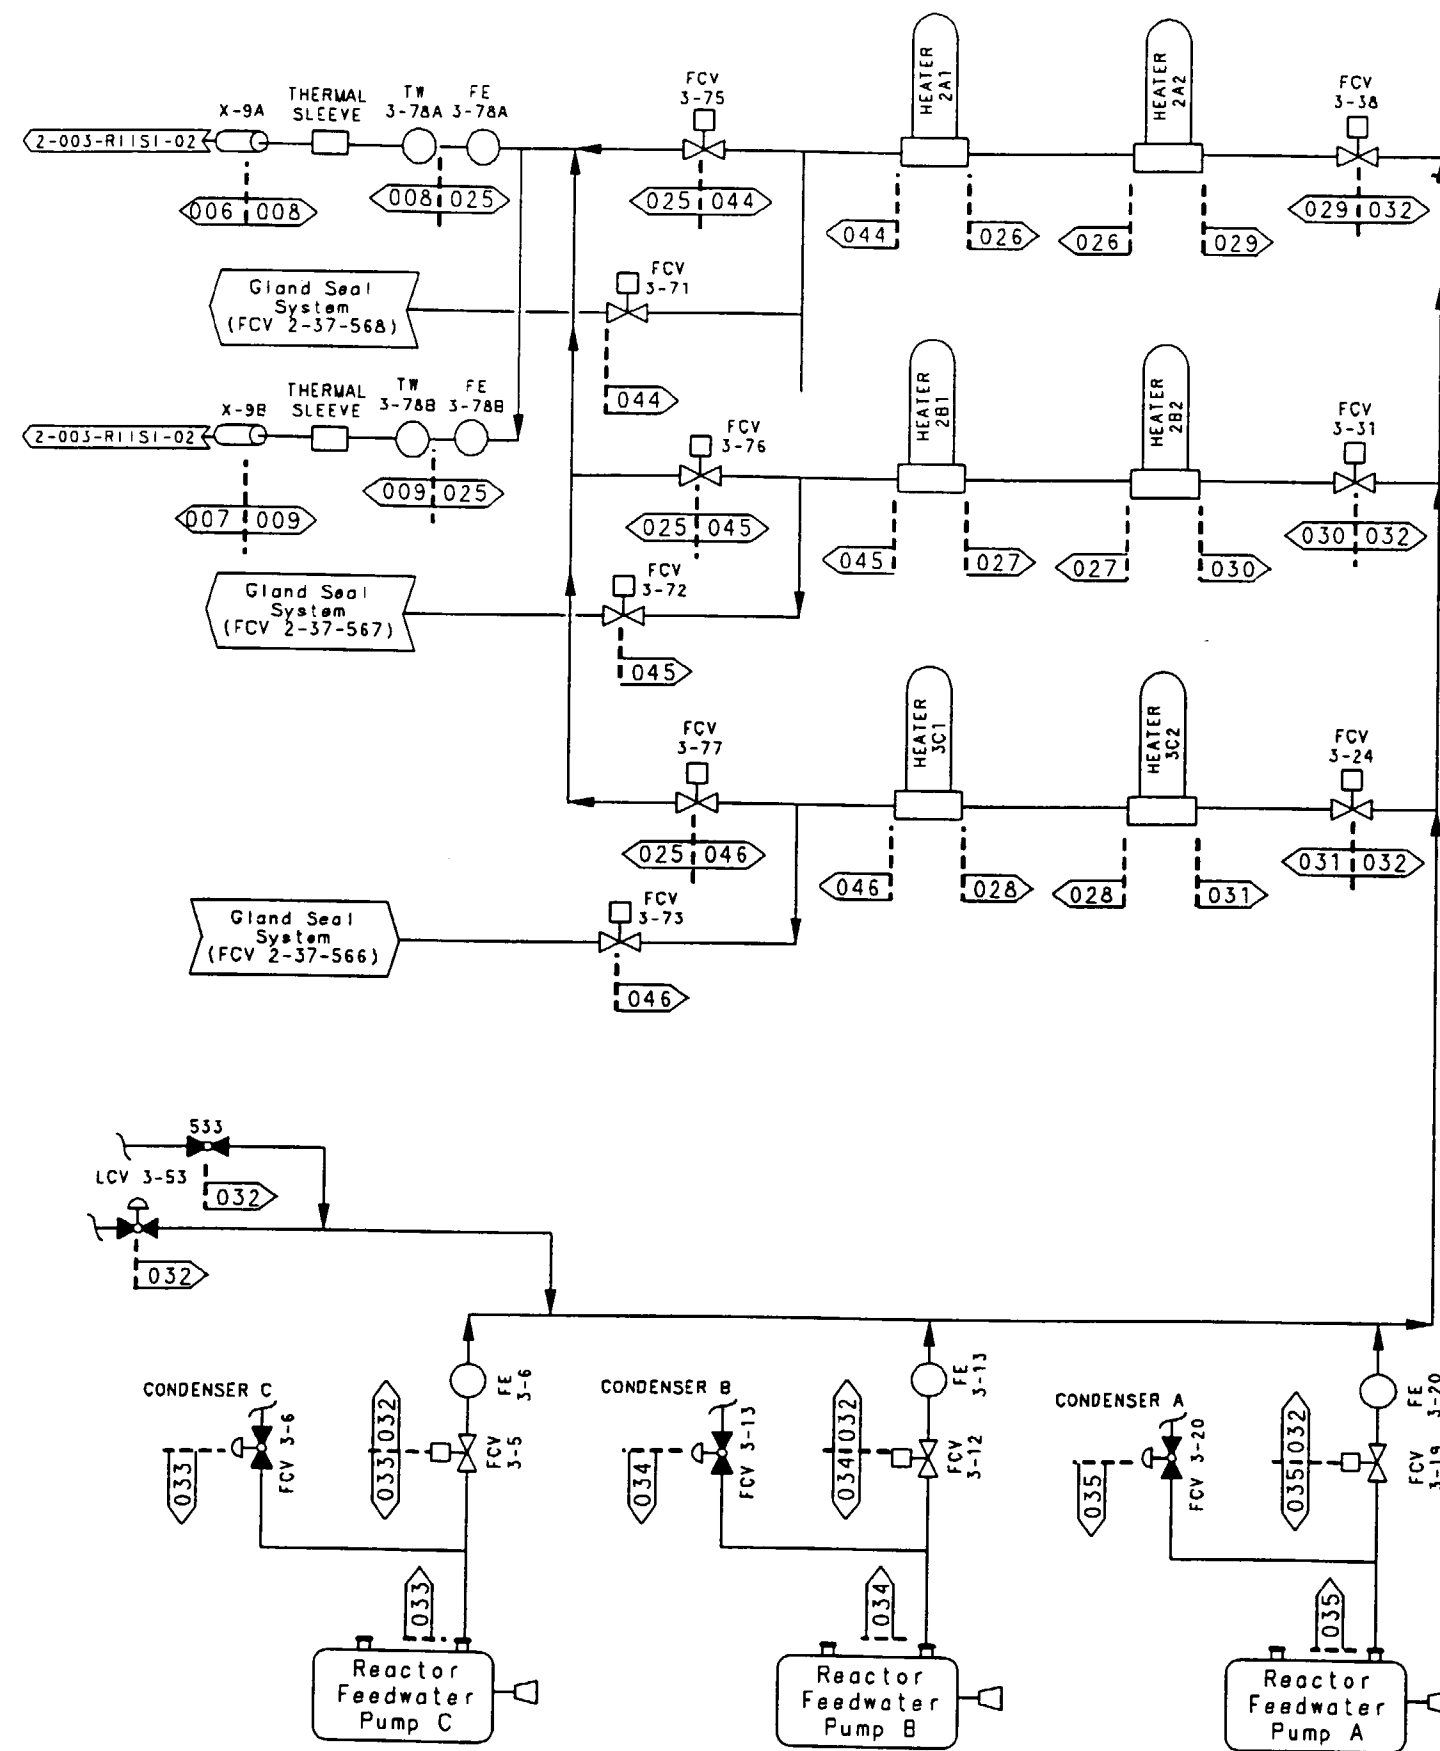 FCV
3-75
HEATER
2A1
HEATER
2A2
FCV
3-38
X-9A
THERMAL
SLEEVE
TW
3-78A
FE
3-78A
2-003-R11S1-02
006 008
008 025
025 044
044
026
026
029
029 032
Gland Seal
System
(FCV 2-37-568)
FCV
3-71
044
X-9B
THERMAL
SLEEVE
TW
3-78B
FE
3-78B
2-003-R11S1-02
007 009
009 025
FCV
3-76
025 045
HEATER
2B1
HEATER
2B2
FCV
3-31
045
027
027
030
030 032
Gland Seal
System
(FCV 2-37-567)
FCV
3-72
045
FCV
3-77
025 046
HEATER
3C1
HEATER
3C2
FCV
3-24
046
028
028
031
031 032
Gland Seal
System
(FCV 2-37-566)
FCV
3-73
046
533
032
LCV 3-53
032
CONDENSER C
033
FCV 3-6
033 032
FCV
3-5
FE
3-6
033
Reactor
Feedwater
Pump C
CONDENSER B
034
FCV 3-13
034 032
FCV
3-12
FE
3-13
034
Reactor
Feedwater
Pump B
CONDENSER A
035
FCV 3-20
035 032
FCV
3-19
FE
3-20
035
Reactor
Feedwater
Pump A